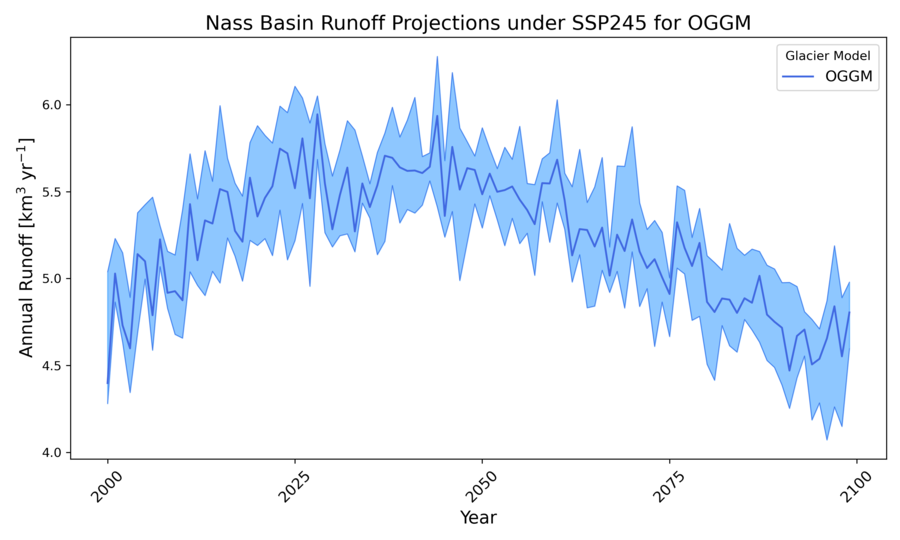 Nass Basin Runoff Projections under SSP245 for OGGM
Glacier Model
OGGM
Annual Runoff [km³ yr⁻¹]
6.0
5.5
5.0
4.5
4.0
2000
2025
2050
2075
2100
Year